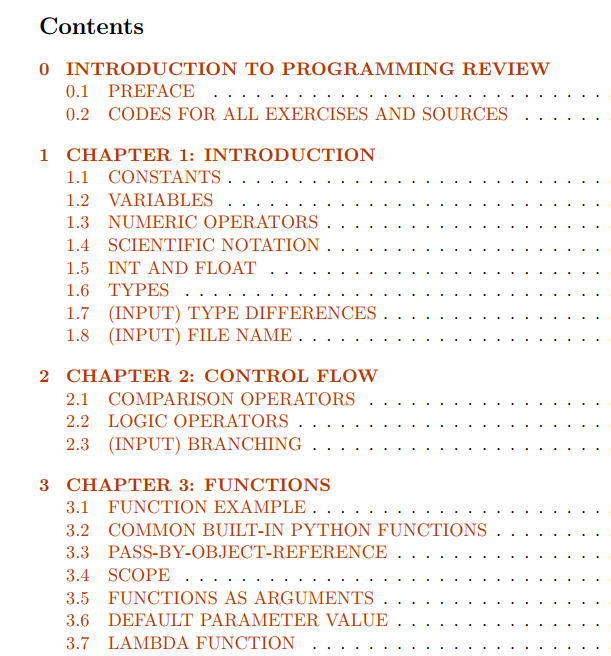 Contents
0 INTRODUCTION TO PROGRAMMING REVIEW
0.1 PREFACE . . . . . . . . . . . . . . . . . . . . . . . . . . . .
0.2 CODES FOR ALL EXERCISES AND SOURCES . . . . . .
1 CHAPTER 1: INTRODUCTION
1.1 CONSTANTS . . . . . . . . . . . . . . . . . . . . . . . . . . .
1.2 VARIABLES . . . . . . . . . . . . . . . . . . . . . . . . . . .
1.3 NUMERIC OPERATORS . . . . . . . . . . . . . . . . . . . .
1.4 SCIENTIFIC NOTATION . . . . . . . . . . . . . . . . . . . .
1.5 INT AND FLOAT . . . . . . . . . . . . . . . . . . . . . . . .
1.6 TYPES . . . . . . . . . . . . . . . . . . . . . . . . . . . . . .
1.7 (INPUT) TYPE DIFFERENCES . . . . . . . . . . . . . . . .
1.8 (INPUT) FILE NAME . . . . . . . . . . . . . . . . . . . . . .
2 CHAPTER 2: CONTROL FLOW
2.1 COMPARISON OPERATORS . . . . . . . . . . . . . . . . .
2.2 LOGIC OPERATORS . . . . . . . . . . . . . . . . . . . . . .
2.3 (INPUT) BRANCHING . . . . . . . . . . . . . . . . . . . . .
3 CHAPTER 3: FUNCTIONS
3.1 FUNCTION EXAMPLE . . . . . . . . . . . . . . . . . . . . .
3.2 COMMON BUILT-IN PYTHON FUNCTIONS . . . . . . . .
3.3 PASS-BY-OBJECT-REFERENCE . . . . . . . . . . . . . . .
3.4 SCOPE . . . . . . . . . . . . . . . . . . . . . . . . . . . . . .
3.5 FUNCTIONS AS ARGUMENTS . . . . . . . . . . . . . . . .
3.6 DEFAULT PARAMETER VALUE . . . . . . . . . . . . . . .
3.7 LAMBDA FUNCTION . . . . . . . . . . . . . . . . . . . . .